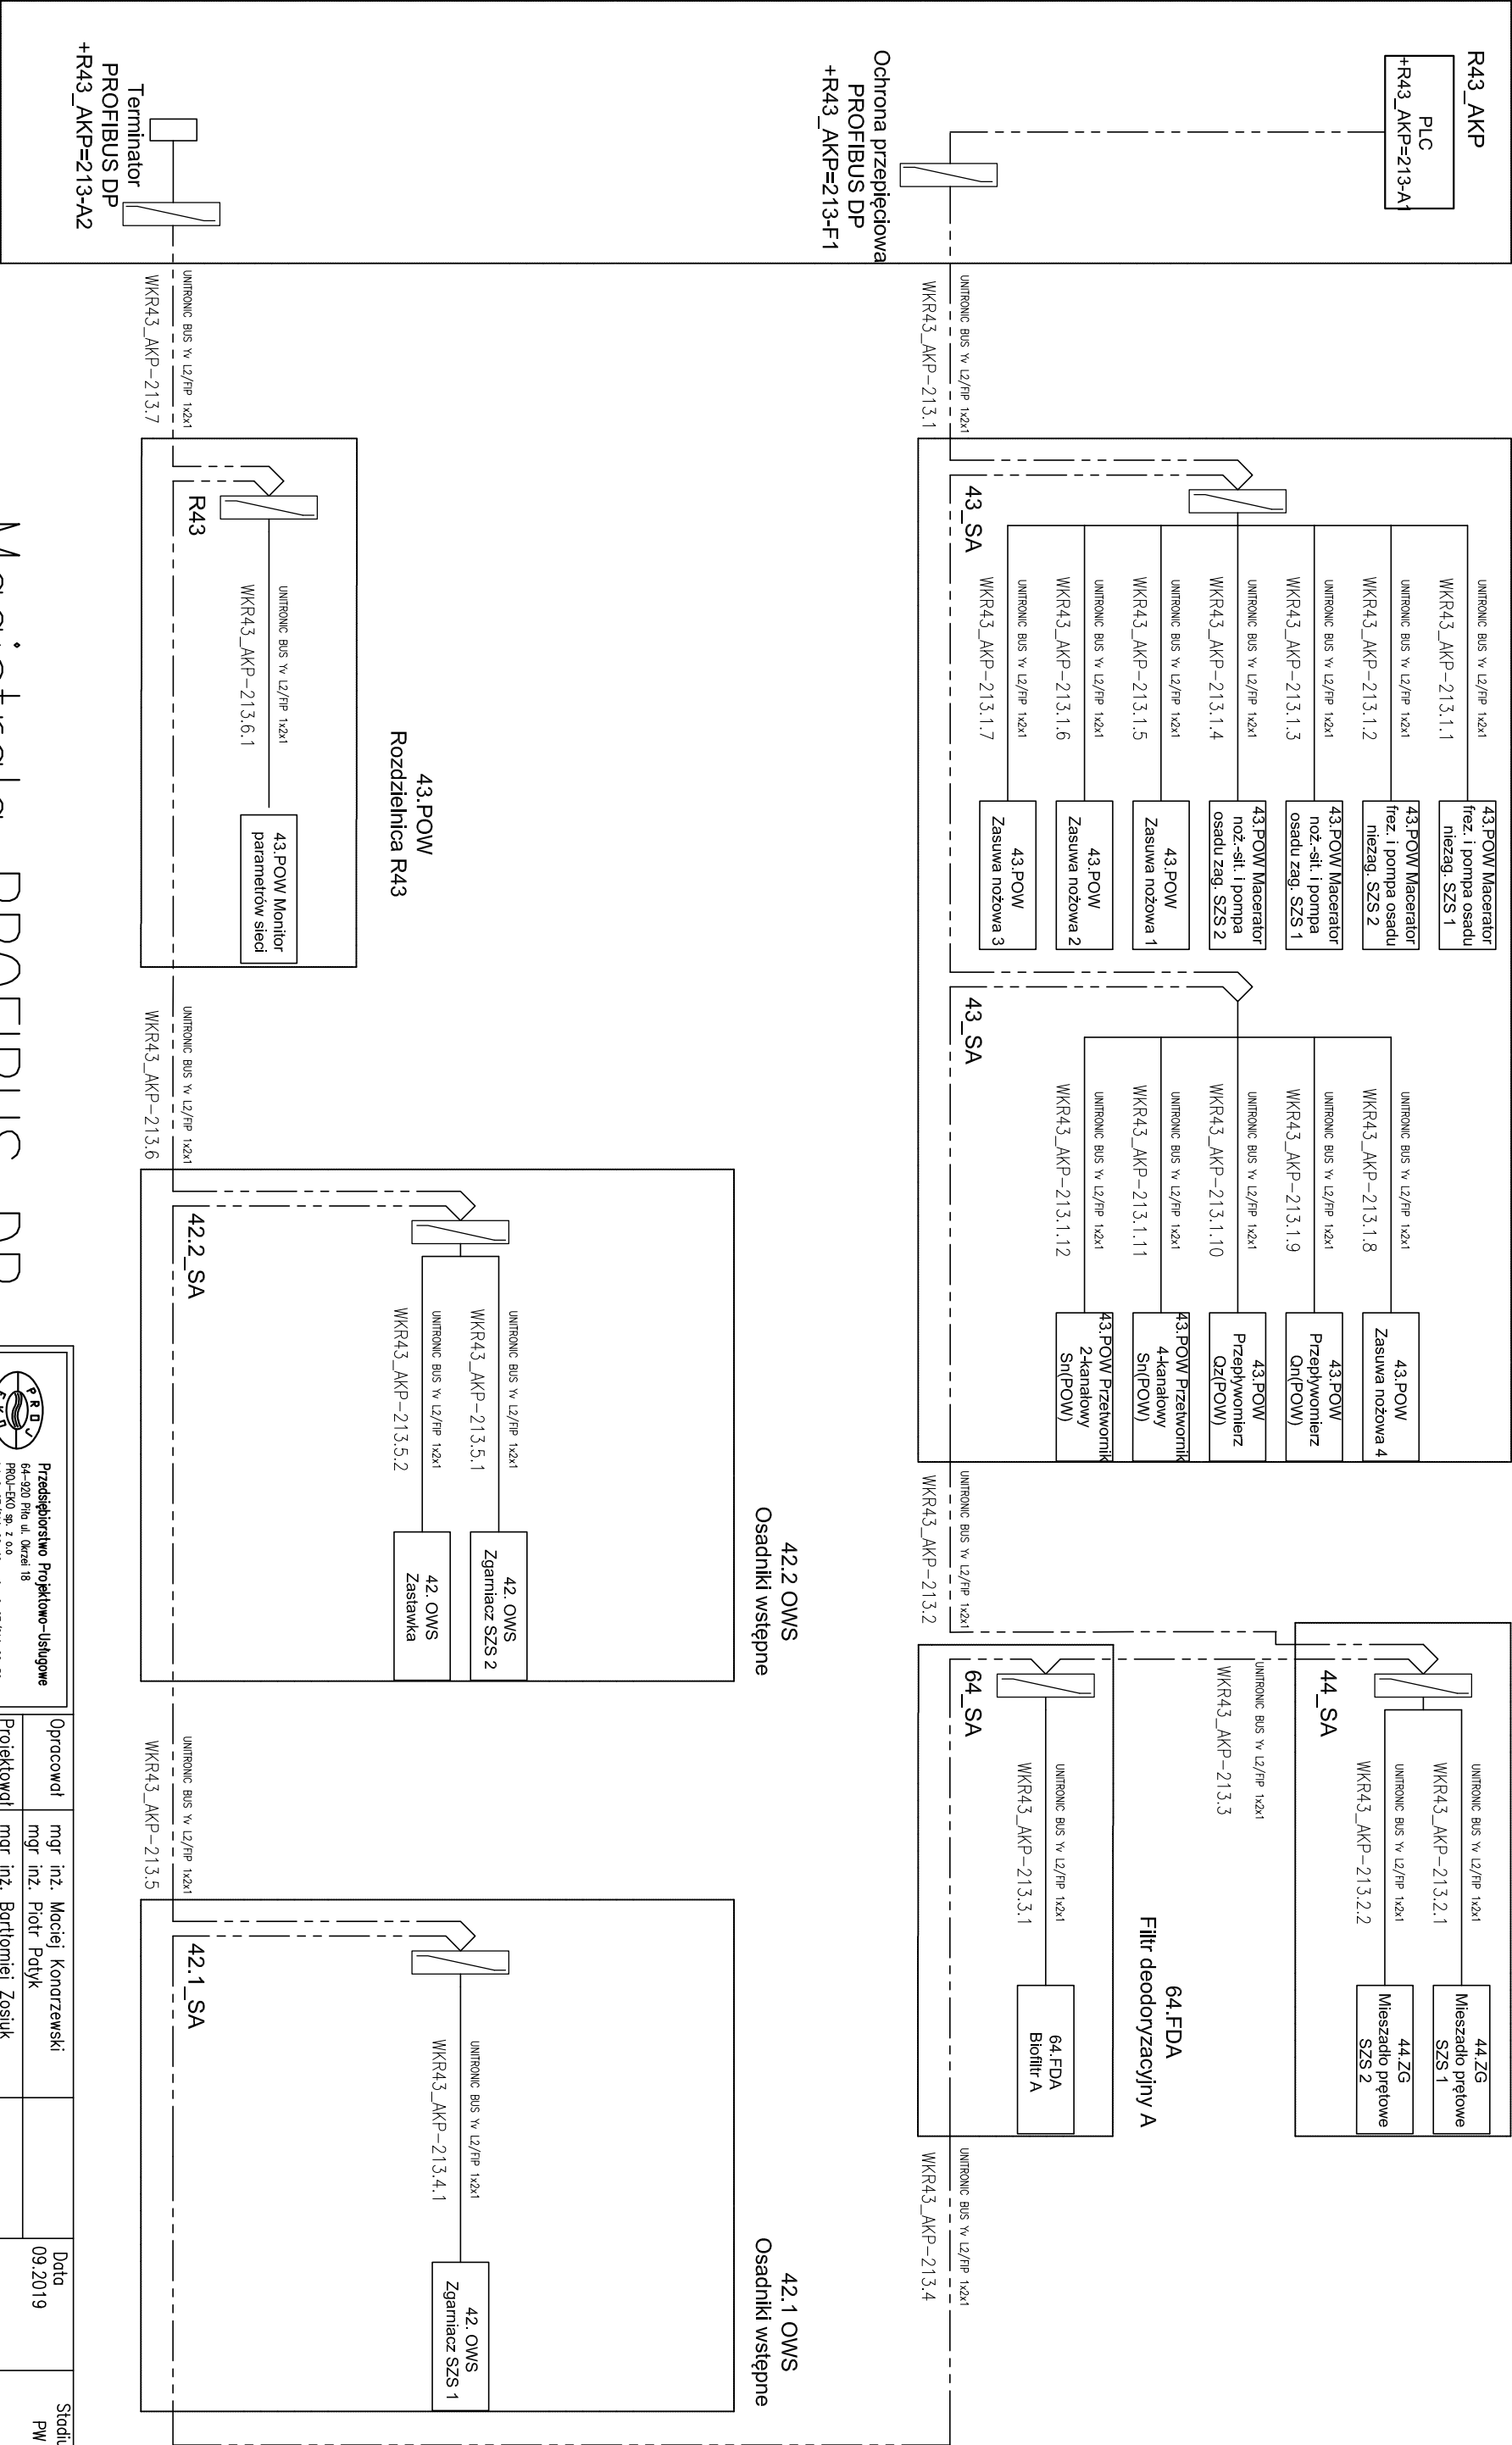 R43_AKP
PLC
+R43_AKP=213-A1
Ochrona przepięciowa
PROFIBUS DP
+R43_AKP=213-F1
Terminator
PROFIBUS DP
+R43_AKP=213-A2
UNITRONIC BUS Yv L2/FIP 1x2x1
WKR43_AKP-213.1
43_SA
UNITRONIC BUS Yv L2/FIP 1x2x1
WKR43_AKP-213.1.1
43.POW Macerator
frez. i pompa osadu
niezag. SZS 1
UNITRONIC BUS Yv L2/FIP 1x2x1
WKR43_AKP-213.1.2
43.POW Macerator
frez. i pompa osadu
niezag. SZS 2
UNITRONIC BUS Yv L2/FIP 1x2x1
WKR43_AKP-213.1.3
43.POW Macerator
noż.-sit. i pompa
osadu zag. SZS 1
UNITRONIC BUS Yv L2/FIP 1x2x1
WKR43_AKP-213.1.4
43.POW Macerator
noż.-sit. i pompa
osadu zag. SZS 2
UNITRONIC BUS Yv L2/FIP 1x2x1
WKR43_AKP-213.1.5
43.POW
Zasuwa nożowa 1
UNITRONIC BUS Yv L2/FIP 1x2x1
WKR43_AKP-213.1.6
43.POW
Zasuwa nożowa 2
UNITRONIC BUS Yv L2/FIP 1x2x1
WKR43_AKP-213.1.7
43.POW
Zasuwa nożowa 3
43_SA
UNITRONIC BUS Yv L2/FIP 1x2x1
WKR43_AKP-213.1.8
43.POW
Zasuwa nożowa 4
UNITRONIC BUS Yv L2/FIP 1x2x1
WKR43_AKP-213.1.9
43.POW
Przepływomierz
Qn(POW)
UNITRONIC BUS Yv L2/FIP 1x2x1
WKR43_AKP-213.1.10
43.POW
Przepływomierz
Qz(POW)
UNITRONIC BUS Yv L2/FIP 1x2x1
WKR43_AKP-213.1.11
43.POW Przetwornik
4-kanałowy
Sn(POW)
UNITRONIC BUS Yv L2/FIP 1x2x1
WKR43_AKP-213.1.12
43.POW Przetwornik
2-kanałowy
Sn(POW)
UNITRONIC BUS Yv L2/FIP 1x2x1
WKR43_AKP-213.2
44_SA
UNITRONIC BUS Yv L2/FIP 1x2x1
WKR43_AKP-213.2.1
44.ZG
Mieszadło prętowe
SZS 1
UNITRONIC BUS Yv L2/FIP 1x2x1
WKR43_AKP-213.2.2
44.ZG
Mieszadło prętowe
SZS 2
UNITRONIC BUS Yv L2/FIP 1x2x1
WKR43_AKP-213.3
64.FDA
Filtr deodoryzacyjny A
64_SA
UNITRONIC BUS Yv L2/FIP 1x2x1
WKR43_AKP-213.3.1
64.FDA
Biofiltr A
UNITRONIC BUS Yv L2/FIP 1x2x1
WKR43_AKP-213.4
UNITRONIC BUS Yv L2/FIP 1x2x1
WKR43_AKP-213.7
43.POW
Rozdzielnica R43
R43
UNITRONIC BUS Yv L2/FIP 1x2x1
WKR43_AKP-213.6.1
43.POW Monitor
parametrów sieci
UNITRONIC BUS Yv L2/FIP 1x2x1
WKR43_AKP-213.6
42.2 OWS
Osadniki wstępne
42.2_SA
UNITRONIC BUS Yv L2/FIP 1x2x1
WKR43_AKP-213.5.1
42. OWS
Zgarniacz SZS 2
UNITRONIC BUS Yv L2/FIP 1x2x1
WKR43_AKP-213.5.2
42. OWS
Zastawka
UNITRONIC BUS Yv L2/FIP 1x2x1
WKR43_AKP-213.5
42.1 OWS
Osadniki wstępne
42.1_SA
UNITRONIC BUS Yv L2/FIP 1x2x1
WKR43_AKP-213.4.1
42. OWS
Zgarniacz SZS 1
Magistrala PROFIBUS DP
PROJ
Przedsiębiorstwo Projektowo-Usługowe
64-920 Piła ul. Okrzei 18
PROJ-EKO sp. z o.o
Opracował
mgr inż. Maciej Konarzewski
mgr inż. Piotr Patyk
Projektował
mgr inż. Bartłomiej Zosiuk
Data
09.2019
PW